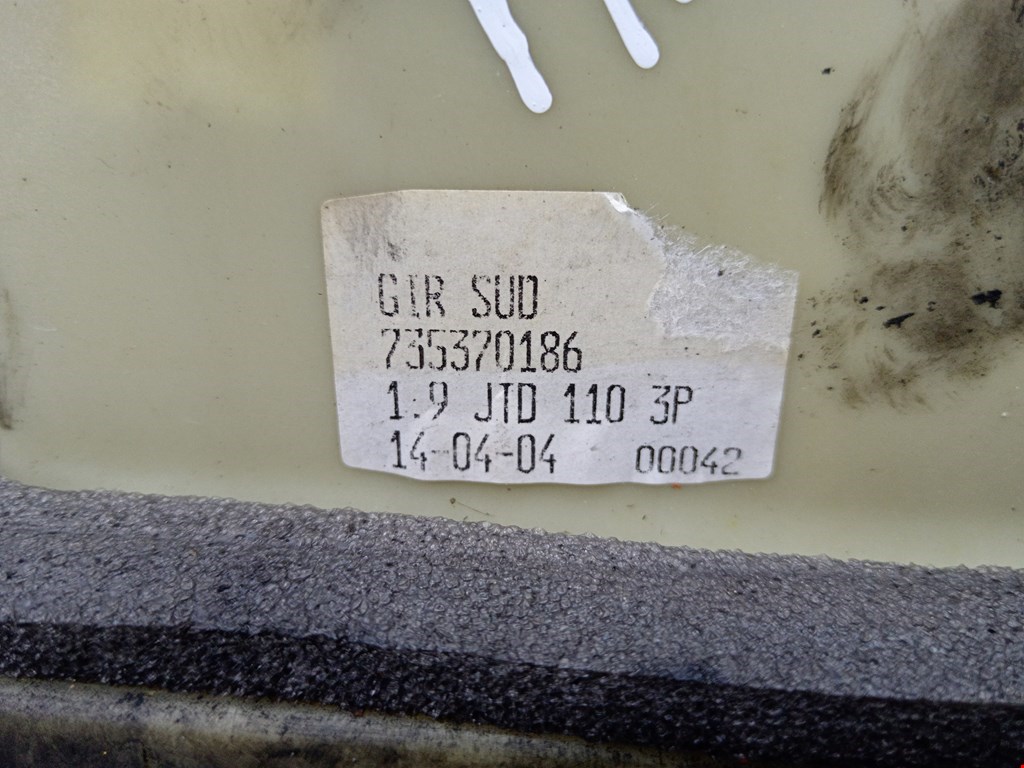 GIR SUD
735370186
1.9 JTD 110 3P
14-04-04 00042